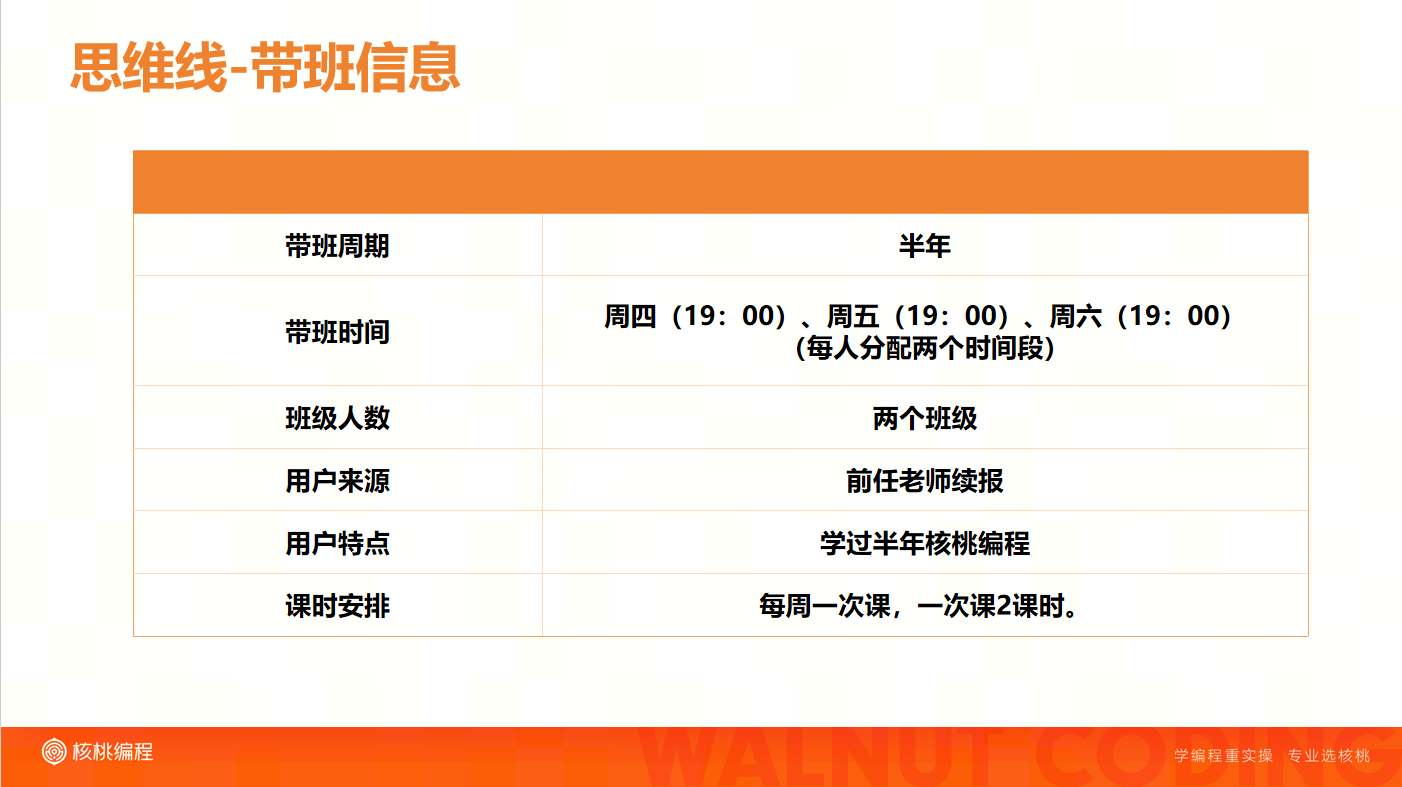 思维线-带班信息
带班周期
半年
带班时间
周四（19：00）、周五（19：00）、周六（19：00）
（每人分配两个时间段）
班级人数
两个班级
用户来源
前任老师续报
用户特点
学过半年核桃编程
课时安排
每周一次课，一次课2课时。
核桃编程
WALNUT CODING
学编程重实操 专业选核桃